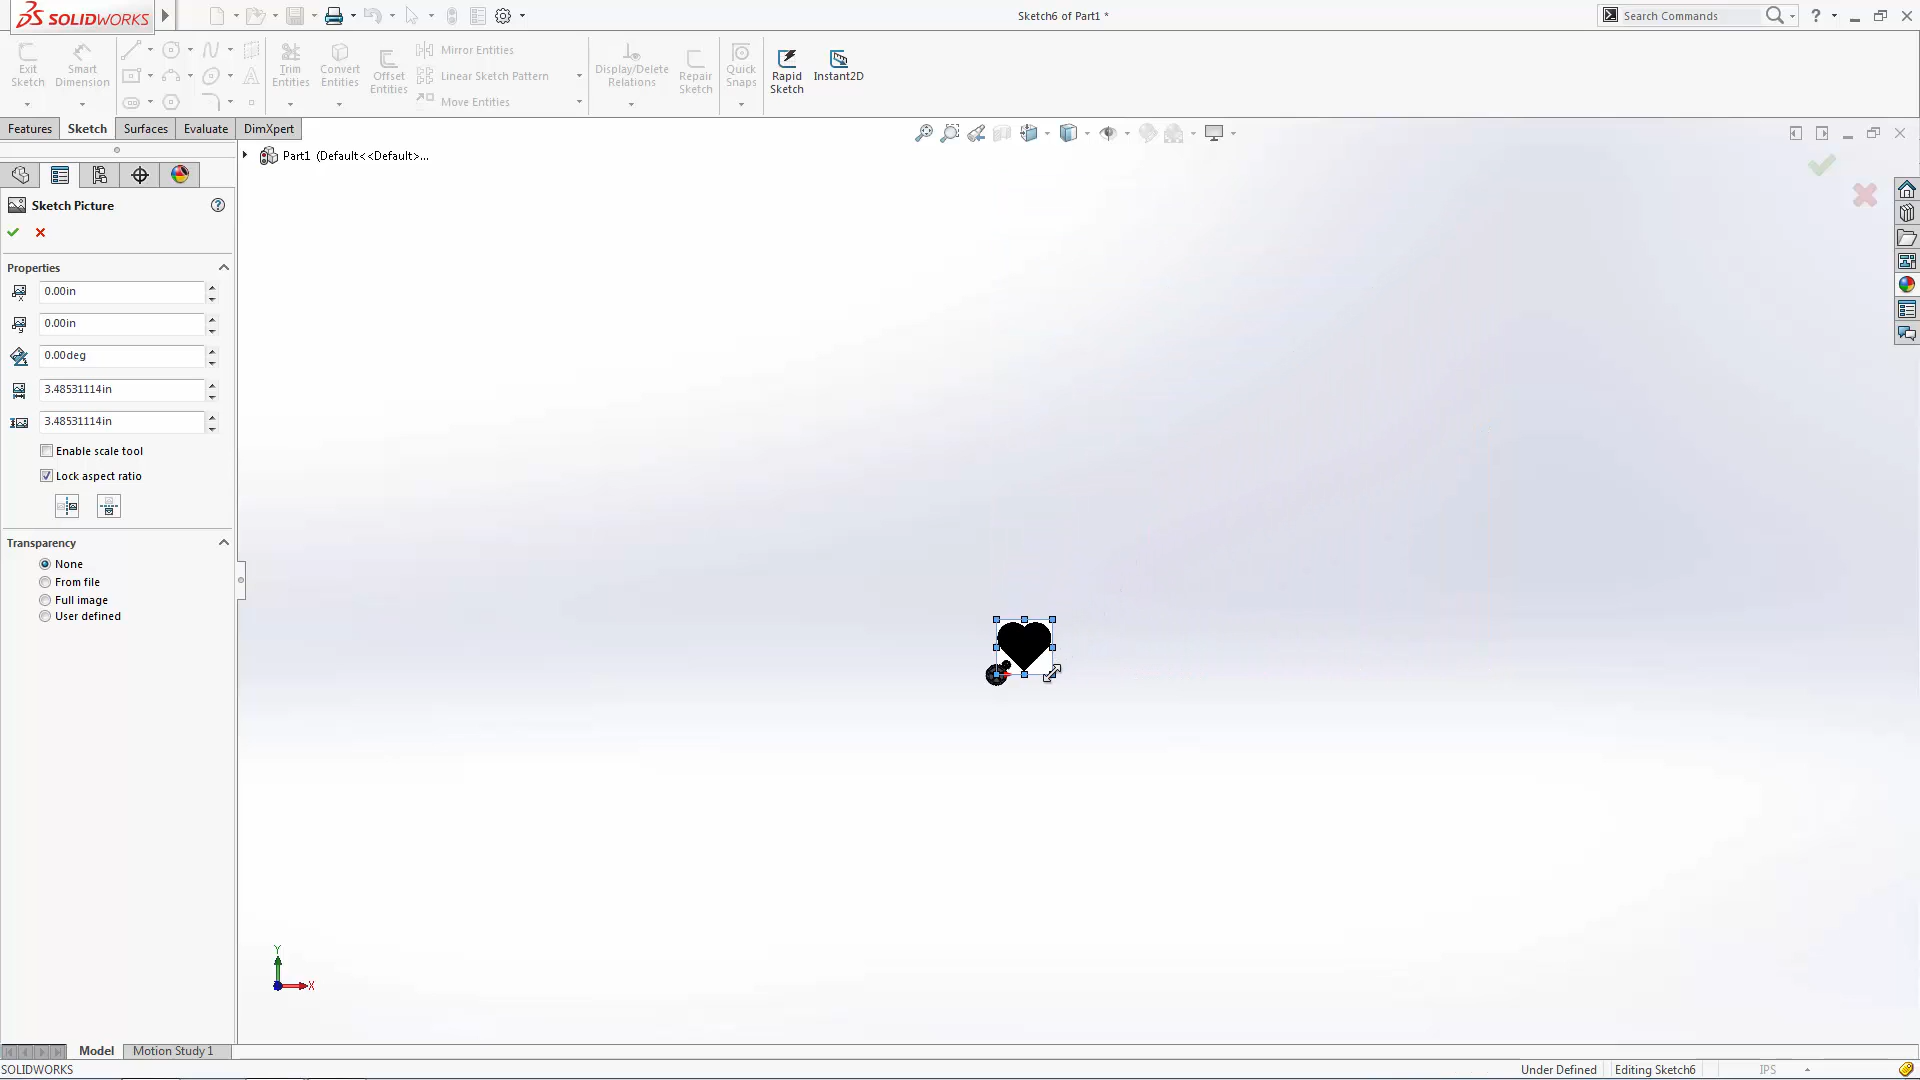 SOLIDWORKS
Sketch6 of Part1 *
Search Commands
Exit Sketch
Smart Dimension
Trim Entities
Convert Entities
Offset Entities
Mirror Entities
Linear Sketch Pattern
Move Entities
Display/Delete Relations
Repair Sketch
Quick Snaps
Rapid Sketch
Instant2D
Features
Sketch
Surfaces
Evaluate
DimXpert
Part1 (Default<<Default>...
Sketch Picture
Properties
0.00in
0.00in
0.00deg
3.48531114in
3.48531114in
Enable scale tool
Lock aspect ratio
Transparency
None
From file
Full image
User defined
Y
X
Model
Motion Study 1
SOLIDWORKS
Under Defined
Editing Sketch6
IPS